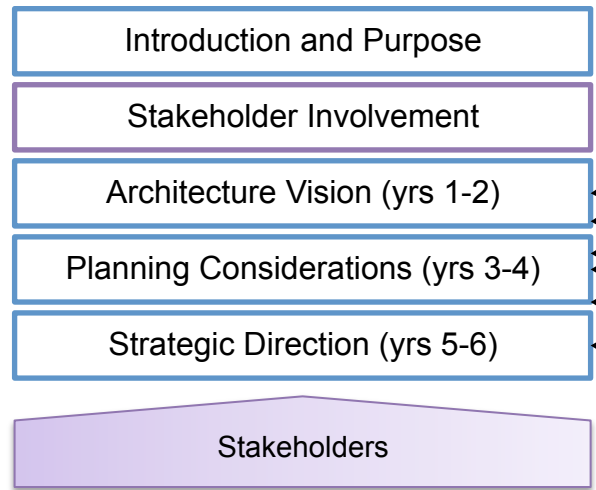 Introduction and Purpose
Stakeholder Involvement
Architecture Vision (yrs 1-2)
Planning Considerations (yrs 3-4)
Strategic Direction (yrs 5-6)
Stakeholders